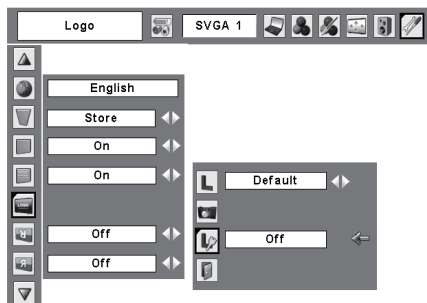 Logo
SVGA 1
English
Store
On
On
Default
Off
Off
Off